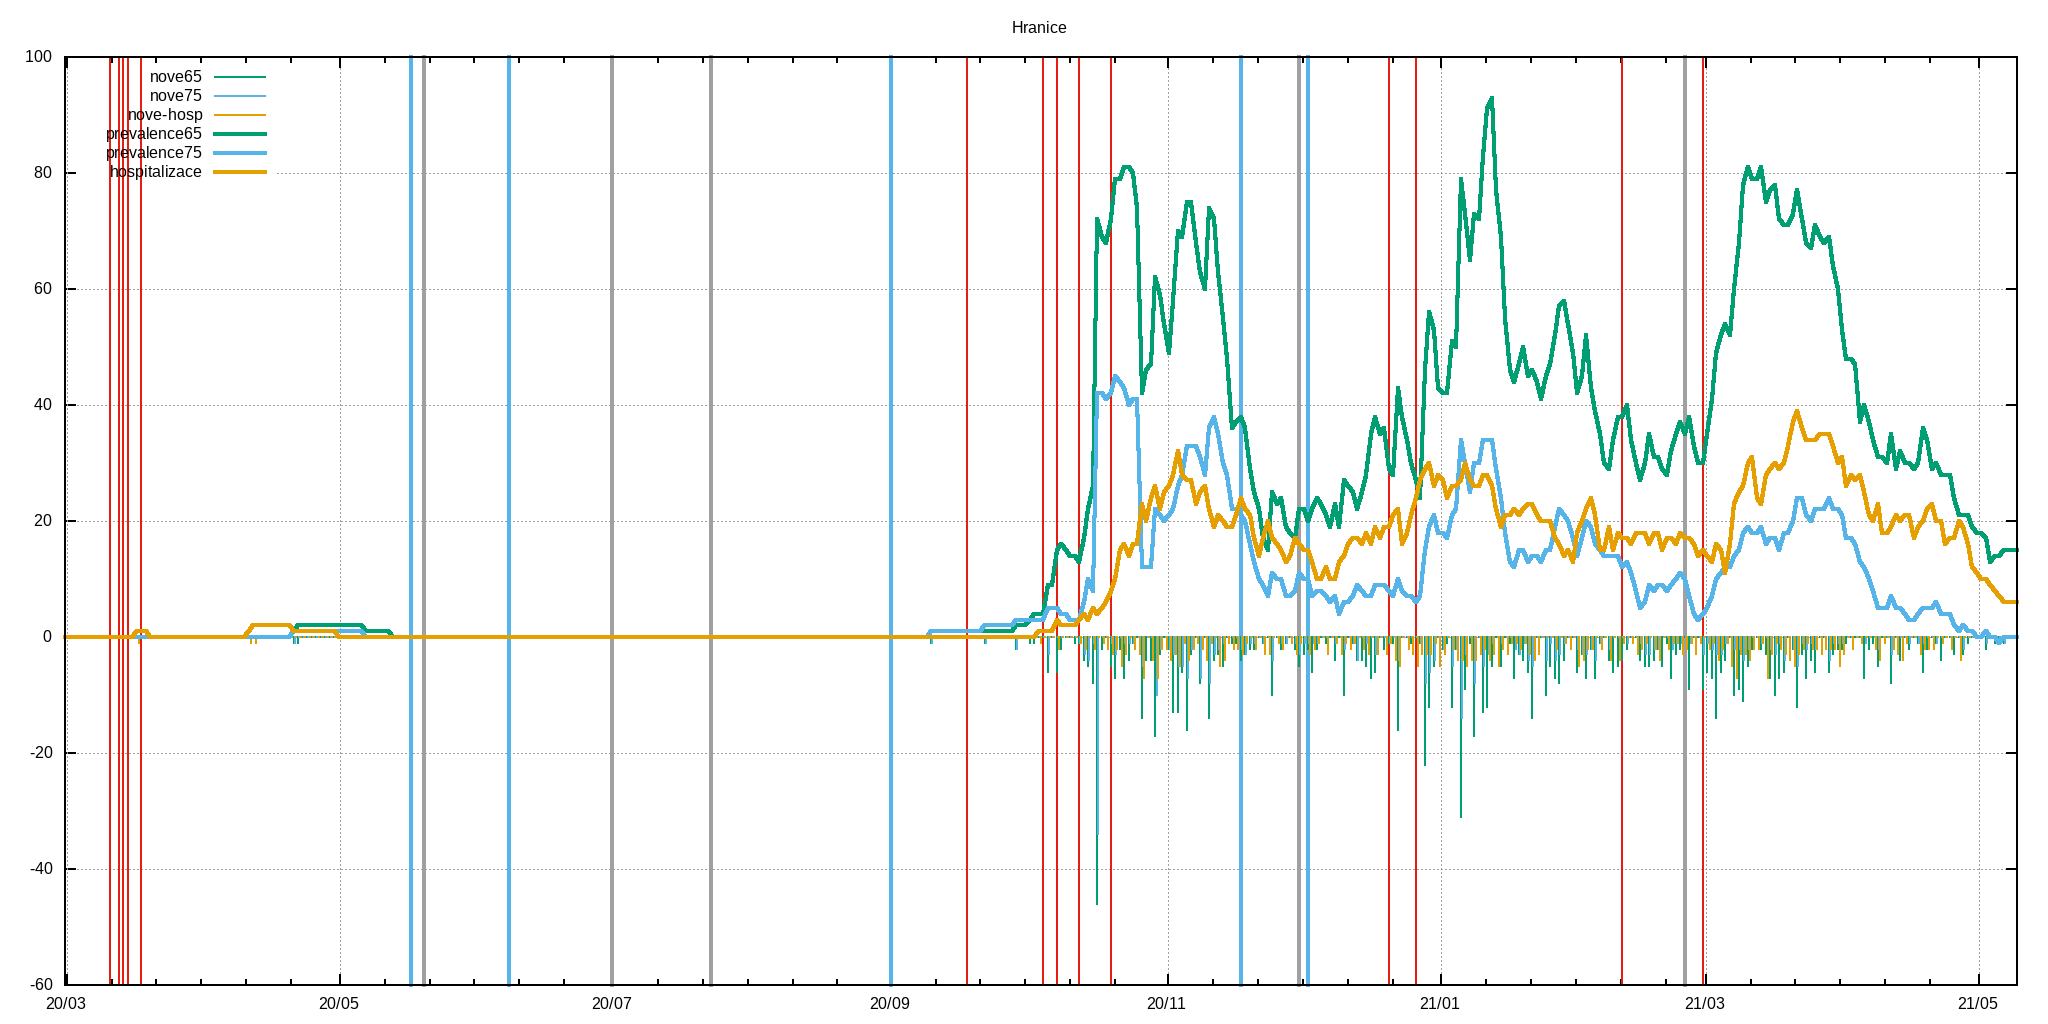 Hranice
100
80
60
40
20
0
-20
-40
-60
nove65
nove75
nove-hosp
prevalence65
prevalence75
hospitalizace
20/03 20/05 20/07 20/09 20/11 21/01 21/03 21/05